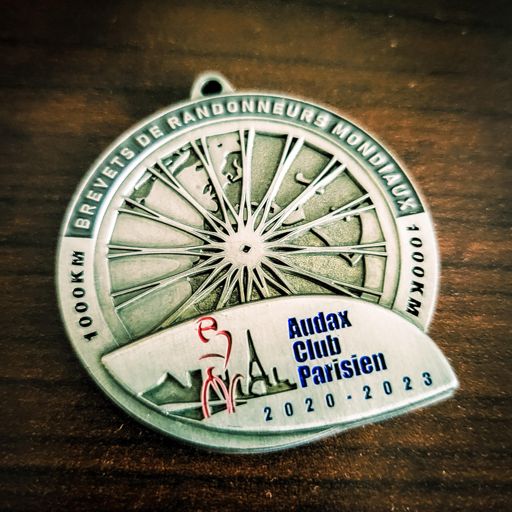 BREVETS DE RANDONNEURS MONDIAUX
1000KM
1000KM
Audax
Club
Parisien
2020-2023